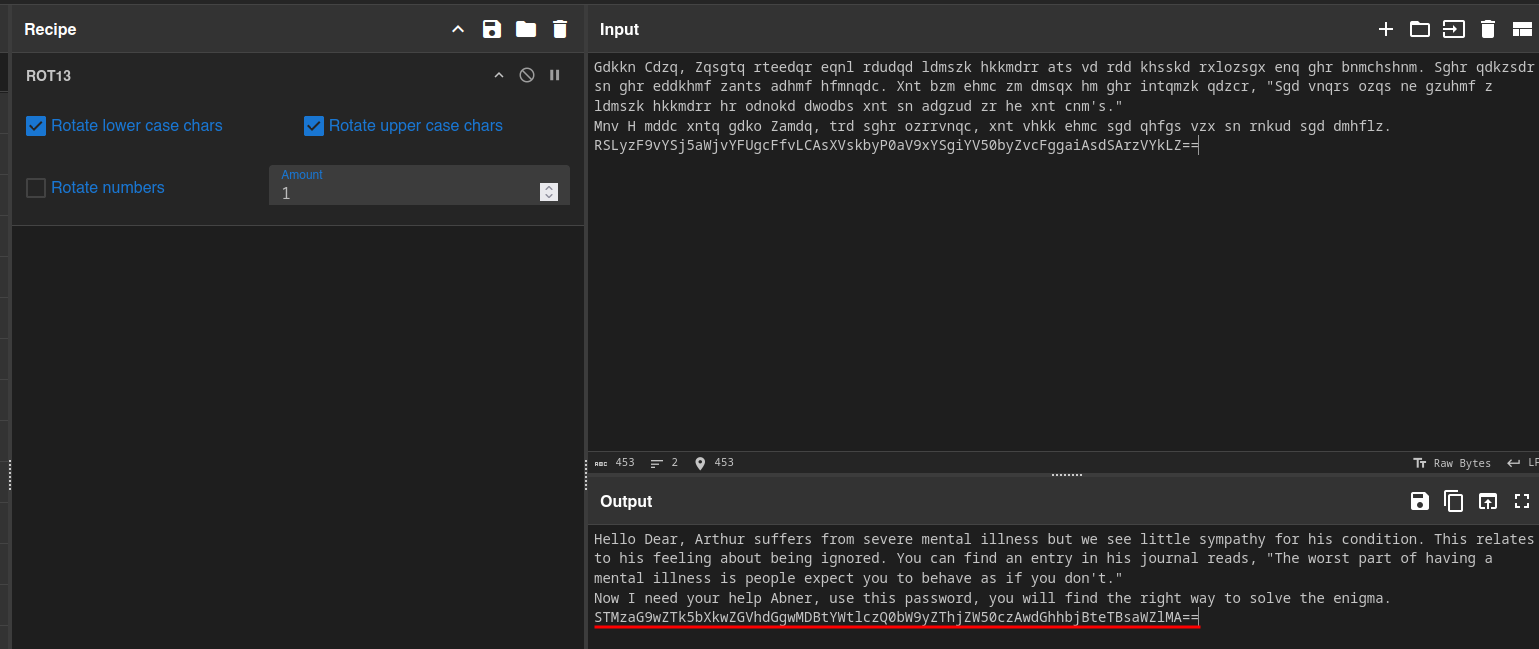 Recipe
Input
ROT13
Rotate lower case chars
Rotate upper case chars
Rotate numbers
Amount
1
Gdkkn Cdzq, Zqsgtq rteedqr eqnl rdudqd ldmszk hkkmdrr ats vd rdd khsskd rxlozsgx enq ghr bnmchshnm. Sghr qdkzsdr
sn ghr eddkhmf zants adhmf hfmnqdc. Xnt bzm ehmc zm dmsqx hm ghr intqmzk qdzcr, "Sgd vnqrs ozqs ne gzuhmf z
ldmszk hkkmdrr hr odnokd dwodbs xnt sn adgzud zr he xnt cnm's."
Mnv H mddc xntq gdko Zamdq, trd sghr ozrrvnqc, xnt vhkk ehmc sgd qhfgs vzx sn rnkud sgd dmhflz.
RSLyzF9vYSj5aWjvYFUgcFfvLCAsXVskbyP0aV9xYSgiYV50byZvcFggaiAsdSArzVYkLZ==
453
2
453
Raw Bytes
LF
Output
Hello Dear, Arthur suffers from severe mental illness but we see little sympathy for his condition. This relates
to his feeling about being ignored. You can find an entry in his journal reads, "The worst part of having a
mental illness is people expect you to behave as if you don't."
Now I need your help Abner, use this password, you will find the right way to solve the enigma.
STMzaG9wZTk5bXkwZGVhdGgwMDBtYWtlczQ0bW9yZThjZW50czAwdGhhbjBteTBsaWZlMA==